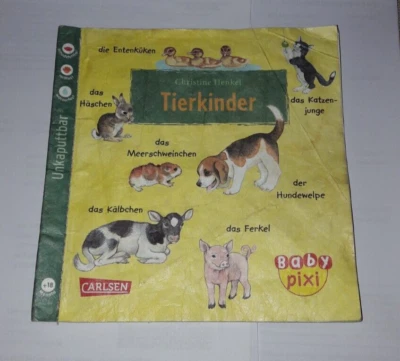 die Entenküken
Christine Henkel
Tierkinder
das
Häschen
das Katzen-
junge
das
Meerschweinchen
der
Hundewelpe
das Kälbchen
das Ferkel
Unkaputtbar
CARLSEN
Baby
pixi
+18